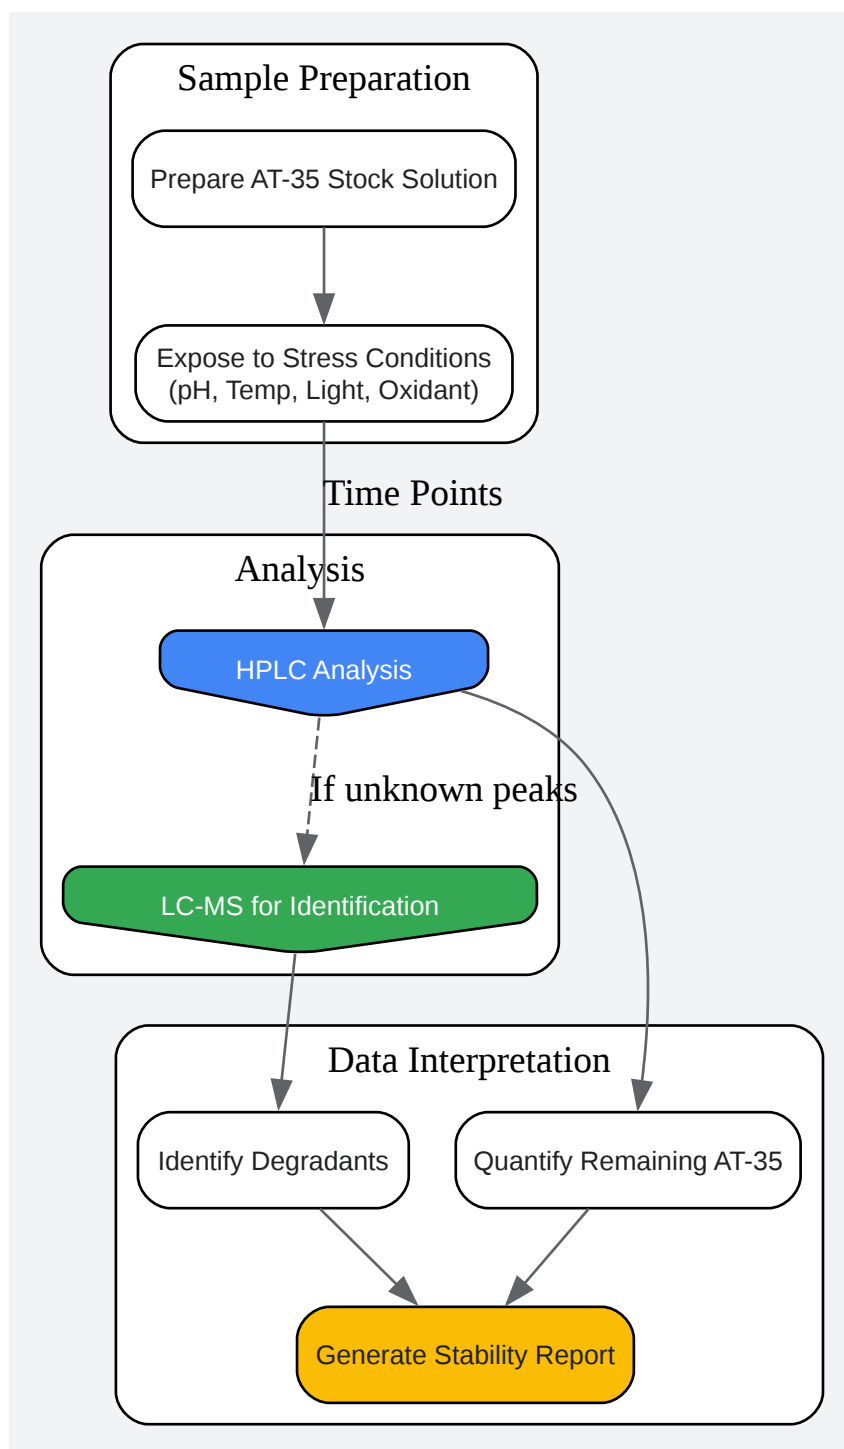 Sample Preparation
Prepare AT-35 Stock Solution
Expose to Stress Conditions
(pH, Temp, Light, Oxidant)
Time Points
Analysis
HPLC Analysis
If unknown peaks
LC-MS for Identification
Data Interpretation
Identify Degradants
Quantify Remaining AT-35
Generate Stability Report